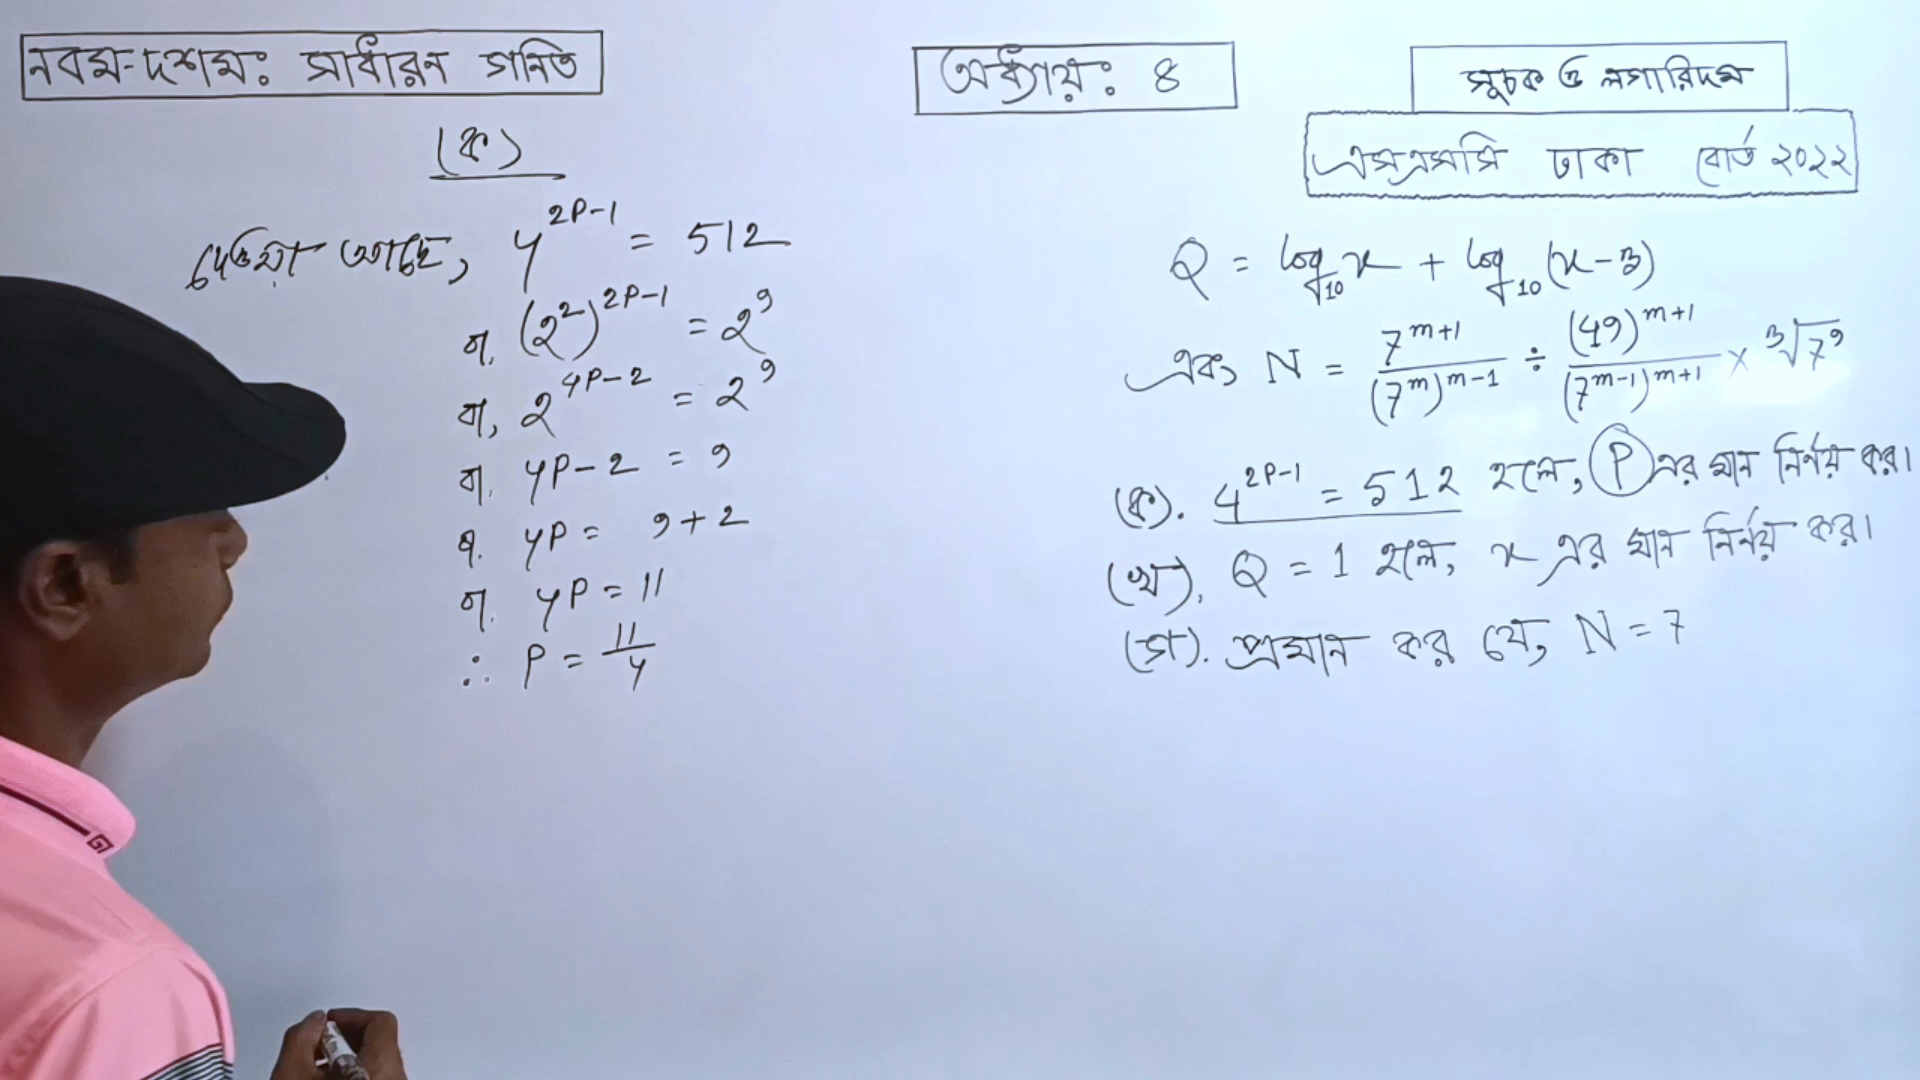 নবম-দশমঃ সাধারন গনিত
অধ্যায়ঃ ৪
সূচক ও লগারিদম
এসএসসি ঢাকা বোর্ড ২০২২
(ক)
দেওয়া আছে, 4^{2P-1} = 512
বা, (2^2)^{2P-1} = 2^9
বা, 2^{4P-2} = 2^9
বা, 4P-2 = 9
বা, 4P = 9+2
বা, 4P = 11
∴ P = 11/4
Q = log_{10} x + log_{10} (x-3)
এবং N = 7^{m+1}/(7^m)^{m-1} ÷ (49)^{m+1}/(7^{m-1})^{m+1} × ∛7^9
(ক). 4^{2P-1} = 512 হলে, P এর মান নির্ণয় কর।
(খ). Q = 1 হলে, x এর মান নির্ণয় কর।
(গ). প্রমান কর যে, N = 7